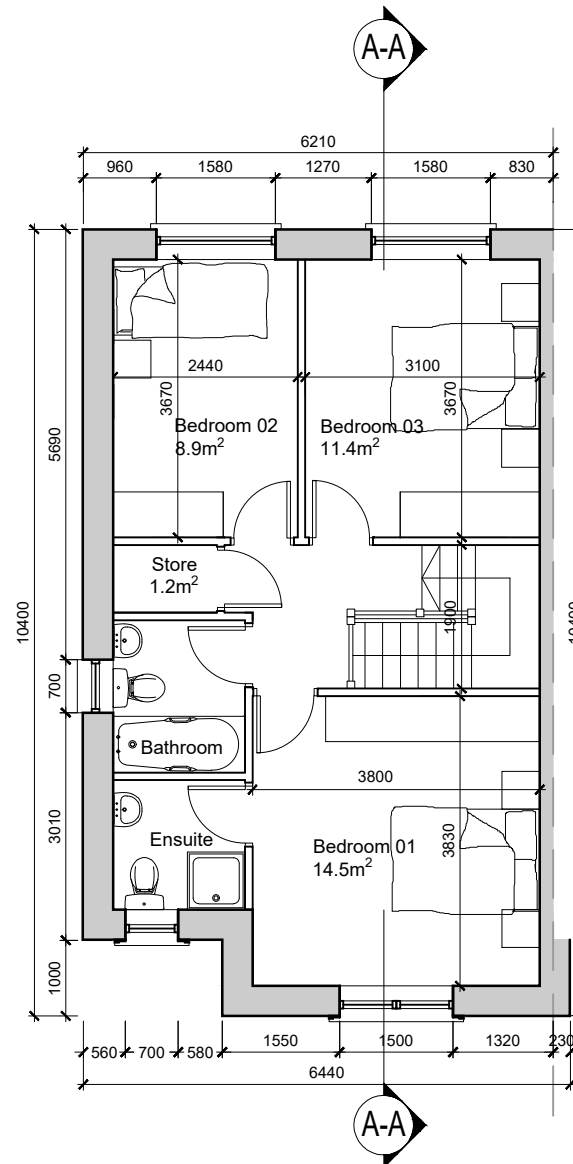 A-A
6210
960 1580 1270 1580 830
2440 3100
3670 3670
Bedroom 02
8.9m²
Bedroom 03
11.4m²
5690
Store
1.2m²
1900
10400 10400
700
Bathroom
3800
3010
Ensuite
3830
Bedroom 01
14.5m²
1000
560 700 580 1550 1500 1320 230
6440
A-A